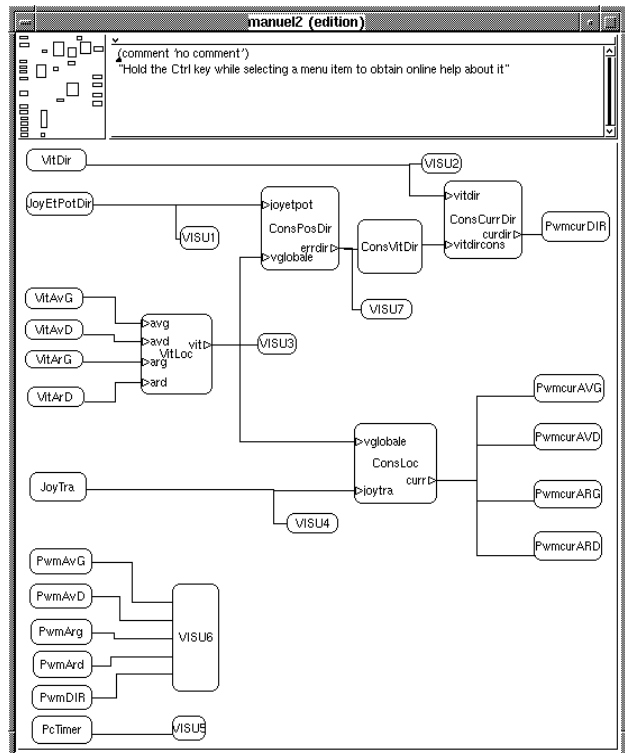 manuel2 (edition)
(comment 'no comment')
"Hold the Ctrl key while selecting a menu item to obtain online help about it"
VitDir
VISU2
JoyEtPotDir
VISU1
joyetpot
ConsPosDir
errdir
vglobale
ConsVitDir
vitdir
ConsCurrDir
curdir
vitdircons
PwmcurDIR
VISU7
VitAvG
VitAvD
VitArG
VitArD
avg
avd
vit
VitLoc
arg
ard
VISU3
vglobale
ConsLoc
curr
joytra
PwmcurAVG
PwmcurAVD
PwmcurARG
PwmcurARD
JoyTra
VISU4
PwmAvG
PwmAvD
PwmArg
PwmArd
PwmDIR
VISU6
PcTimer
VISU5